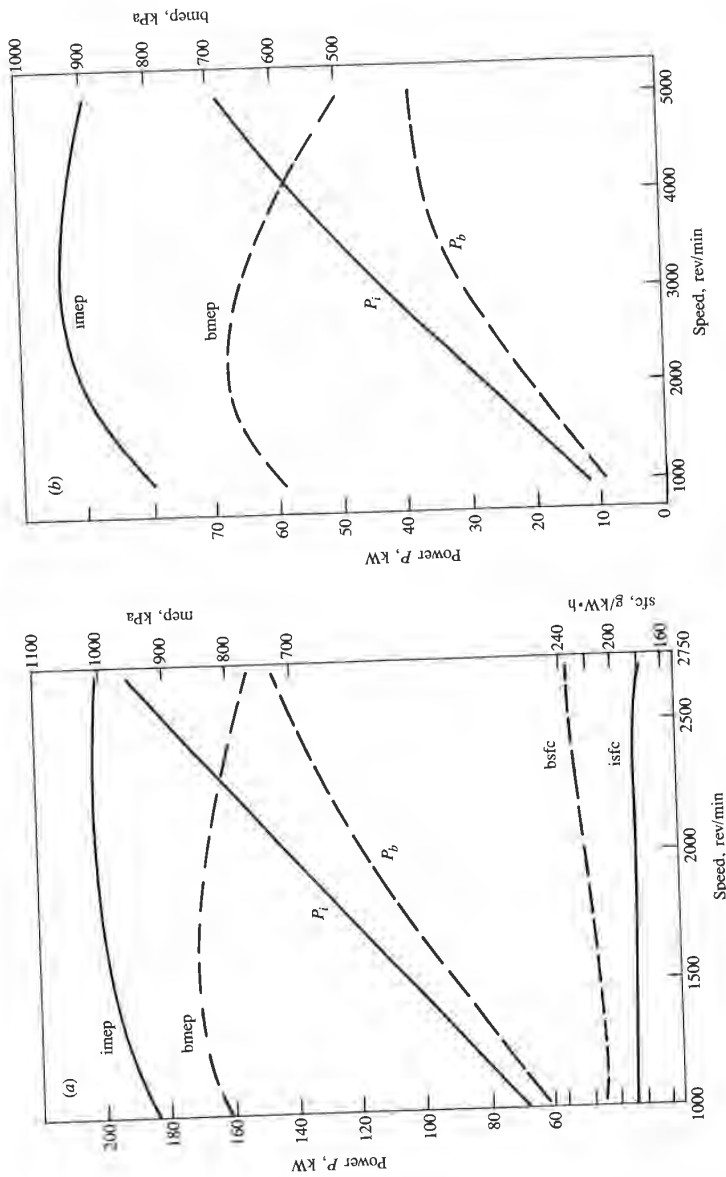 (a)
1100
1000
900
800
700
mep, kPa
240
200
160
sfc, g/kW·h
200
180
160
140
120
100
80
60
Power P, kW
imep
bmep
P_i
P_b
bsfc
isfc
1000
1500
2000
2500
2750
Speed, rev/min
(b)
1000
900
800
700
600
500
bmep, kPa
70
60
50
40
30
20
10
0
Power P, kW
imep
bmep
P_i
P_b
1000
2000
3000
4000
5000
Speed, rev/min